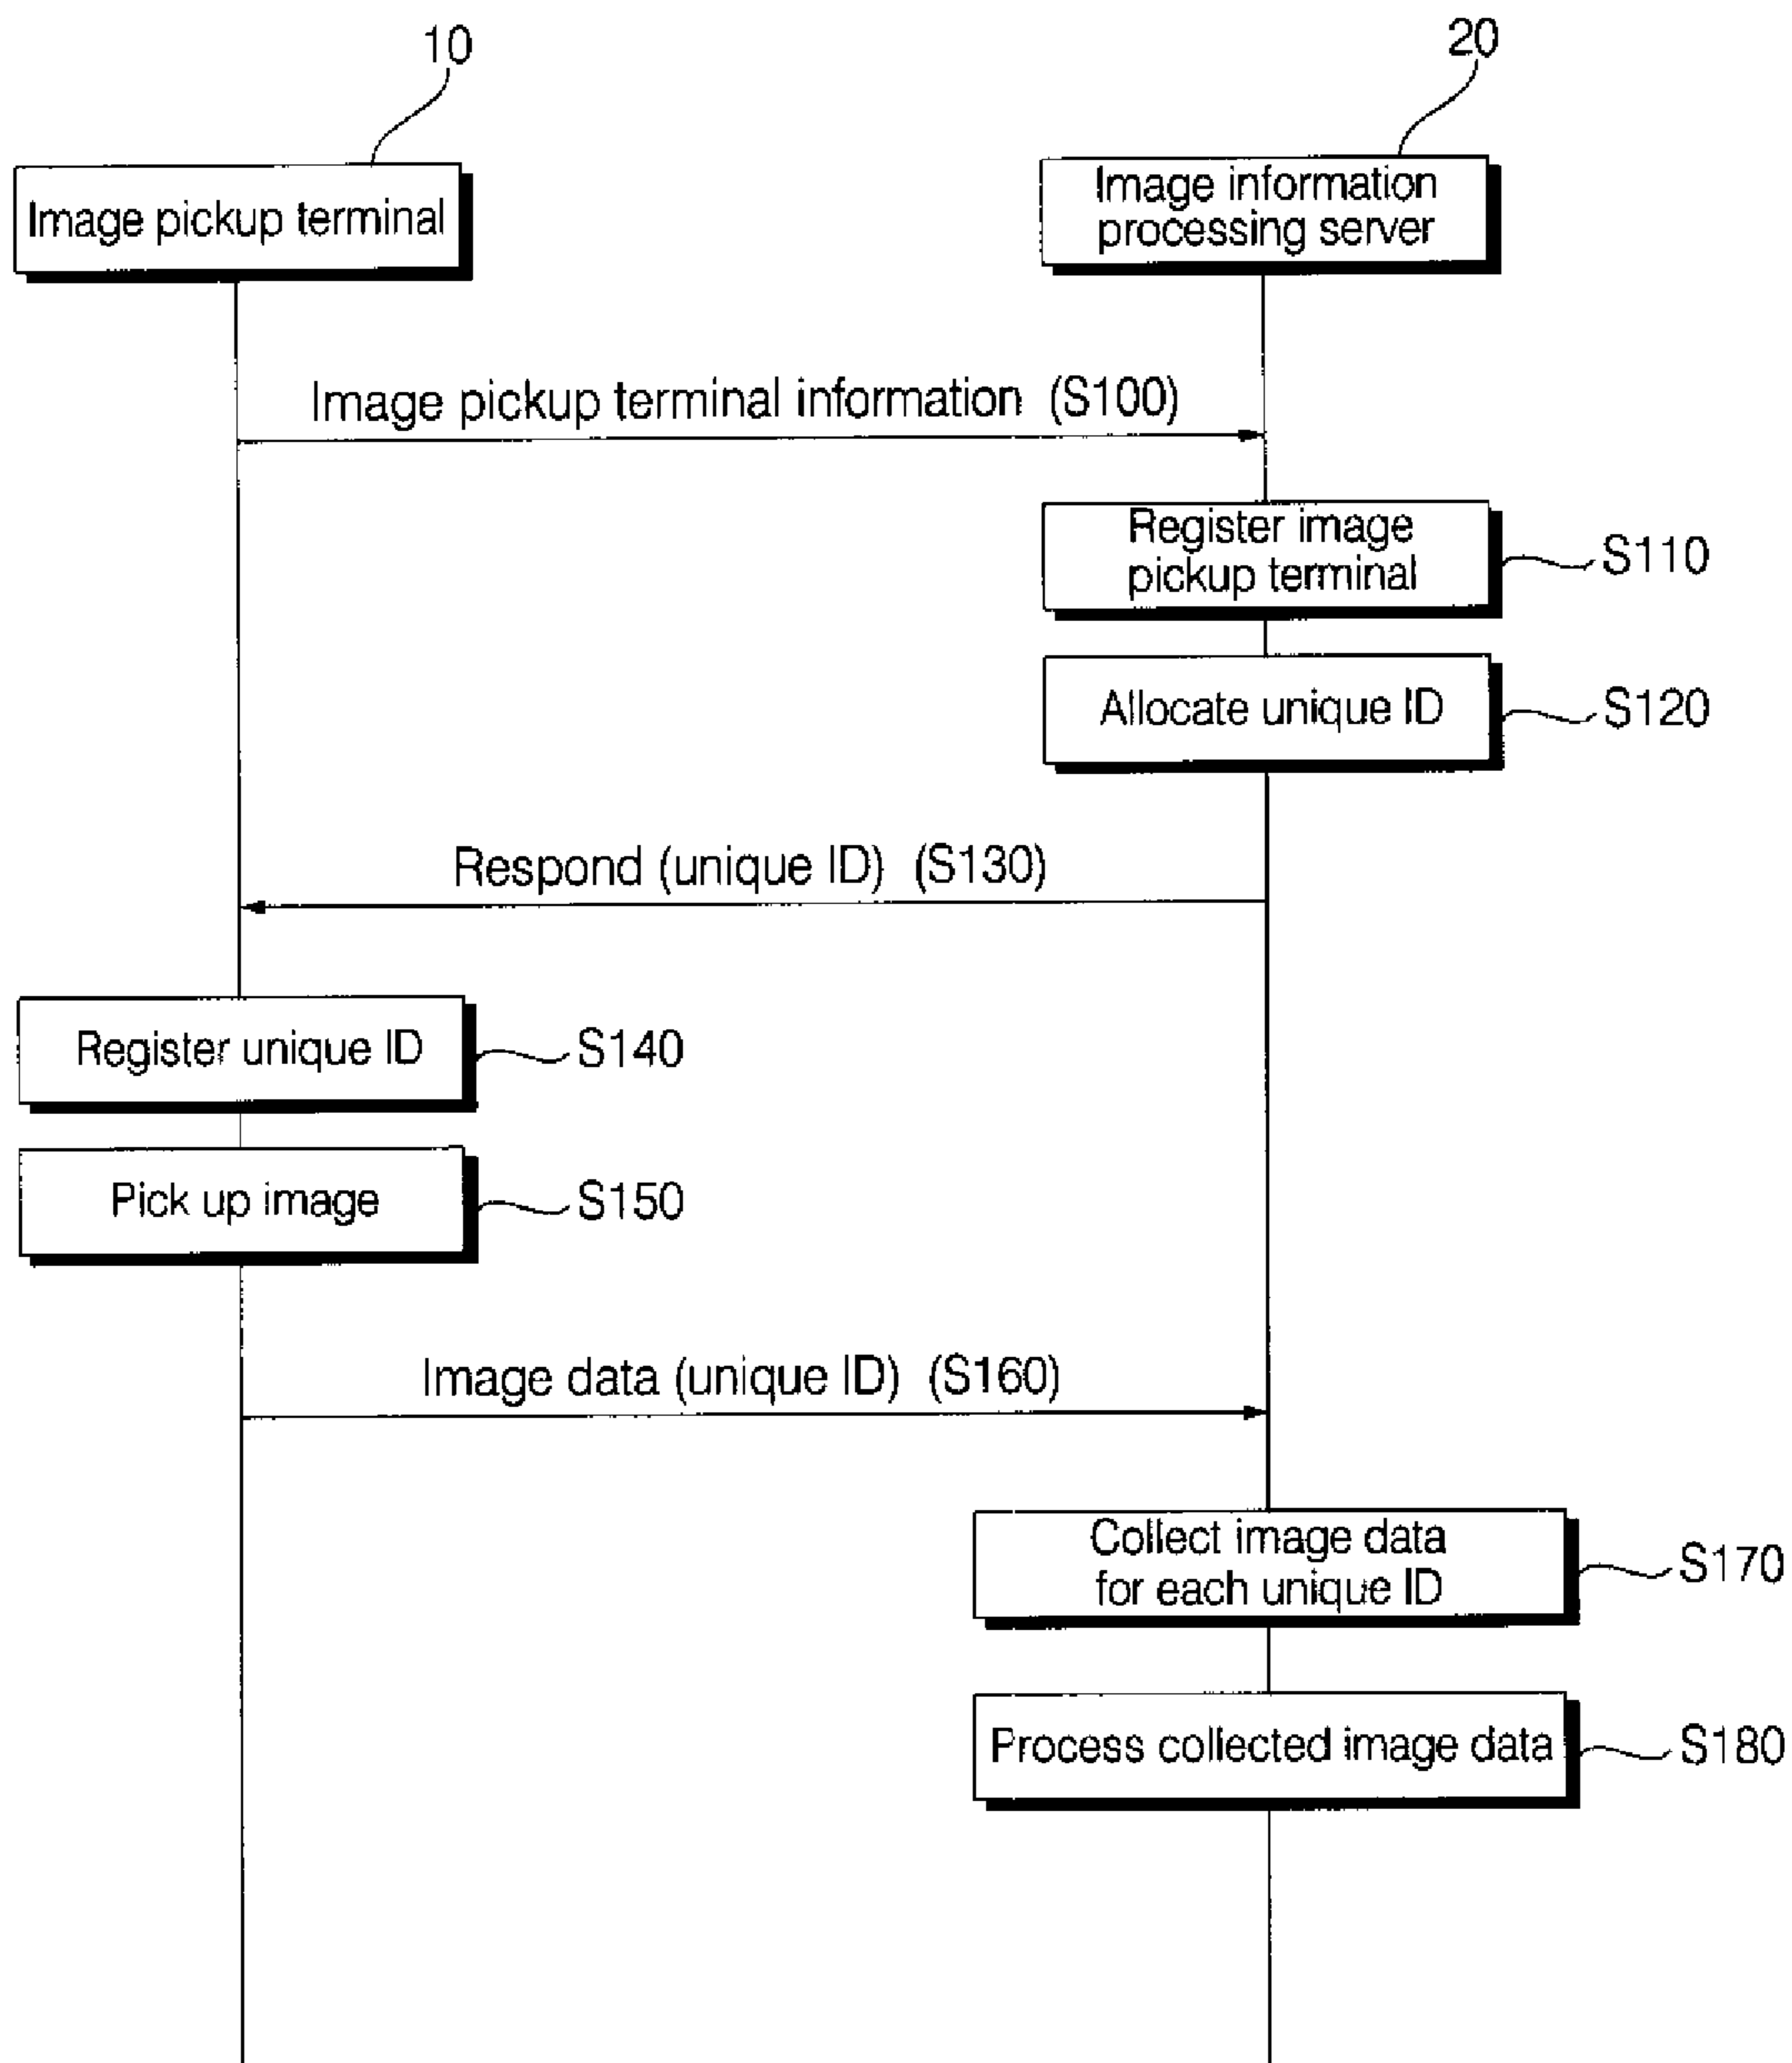 10
20
Image pickup terminal
Image information
processing server
Image pickup terminal information (S100)
Register image
pickup terminal
S110
Allocate unique ID
S120
Respond (unique ID) (S130)
Register unique ID
S140
Pick up image
S150
Image data (unique ID) (S160)
Collect image data
for each unique ID
S170
Process collected image data
S180